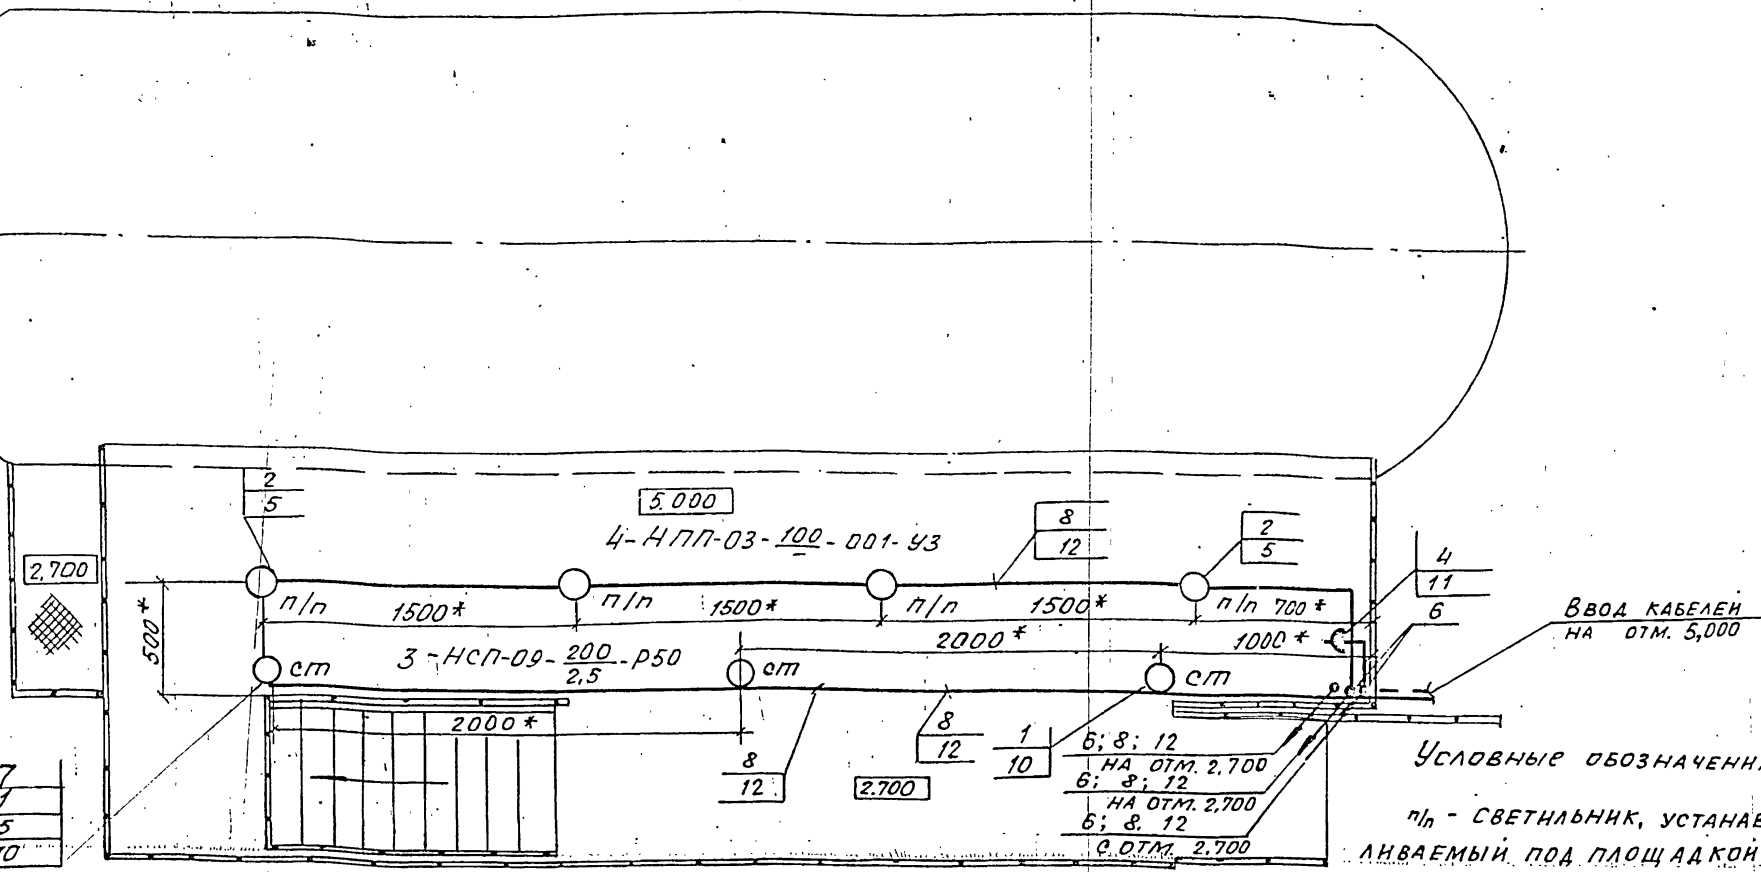 2
5
5.000
4-НПП-03-100/--001-У3
8
12
2
5
4
11
6
2,700
п/п
1500*
п/п
1500*
п/п
1500*
п/п
700*
Ввод кабелей
на отм. 5,000
500*
2000*
1000*
3-НСП-09-200/2,5-Р50
ст
ст
ст
2000*
8
12
8
12
1
10
2.700
6; 8; 12
на отм. 2,700
6; 8; 12
на отм. 2,700
6; 8. 12
с отм. 2.700
Условные обозначени
п/п - светильник, устанав
ливаемый под площадкой